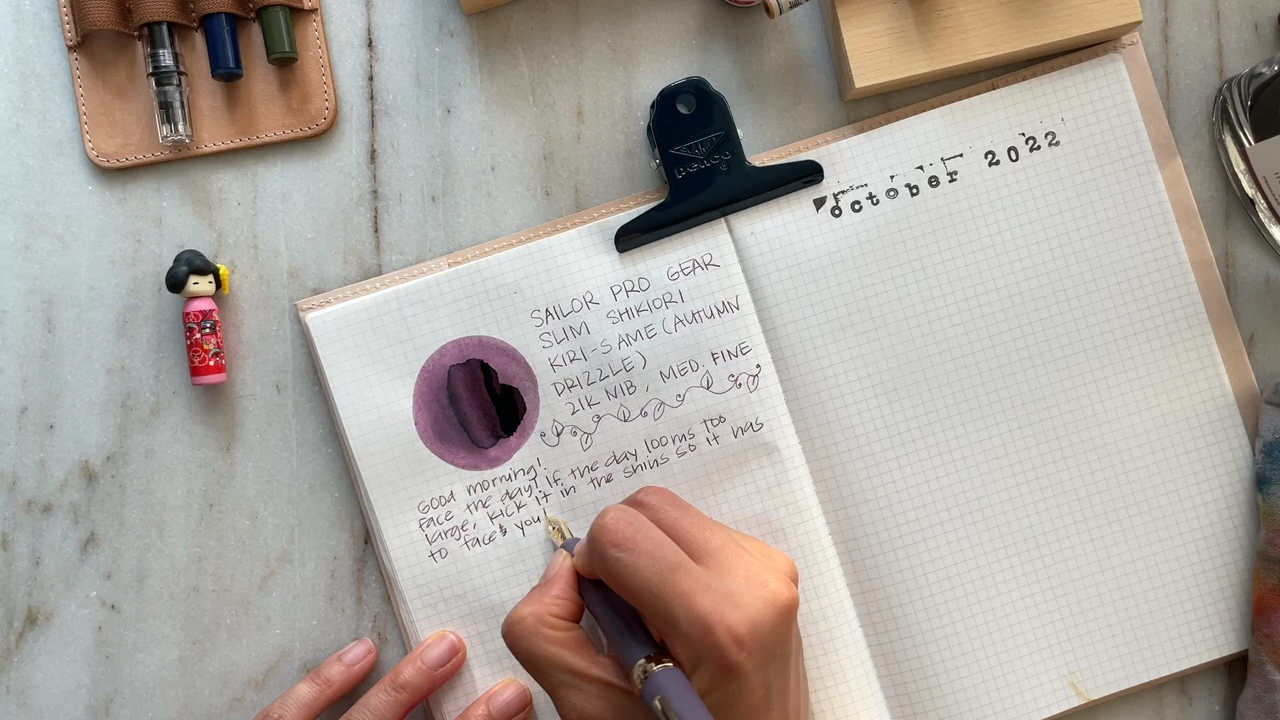 SAILOR PRO GEAR
SLIM SHIKIORI
KIRI-SAME (AUTUMN
DRIZZLE)
21K NIB, MED. FINE
Good morning!
Face the day! If the day looms too
large, kick it in the shins so it has
to face you!
october 2022
penco